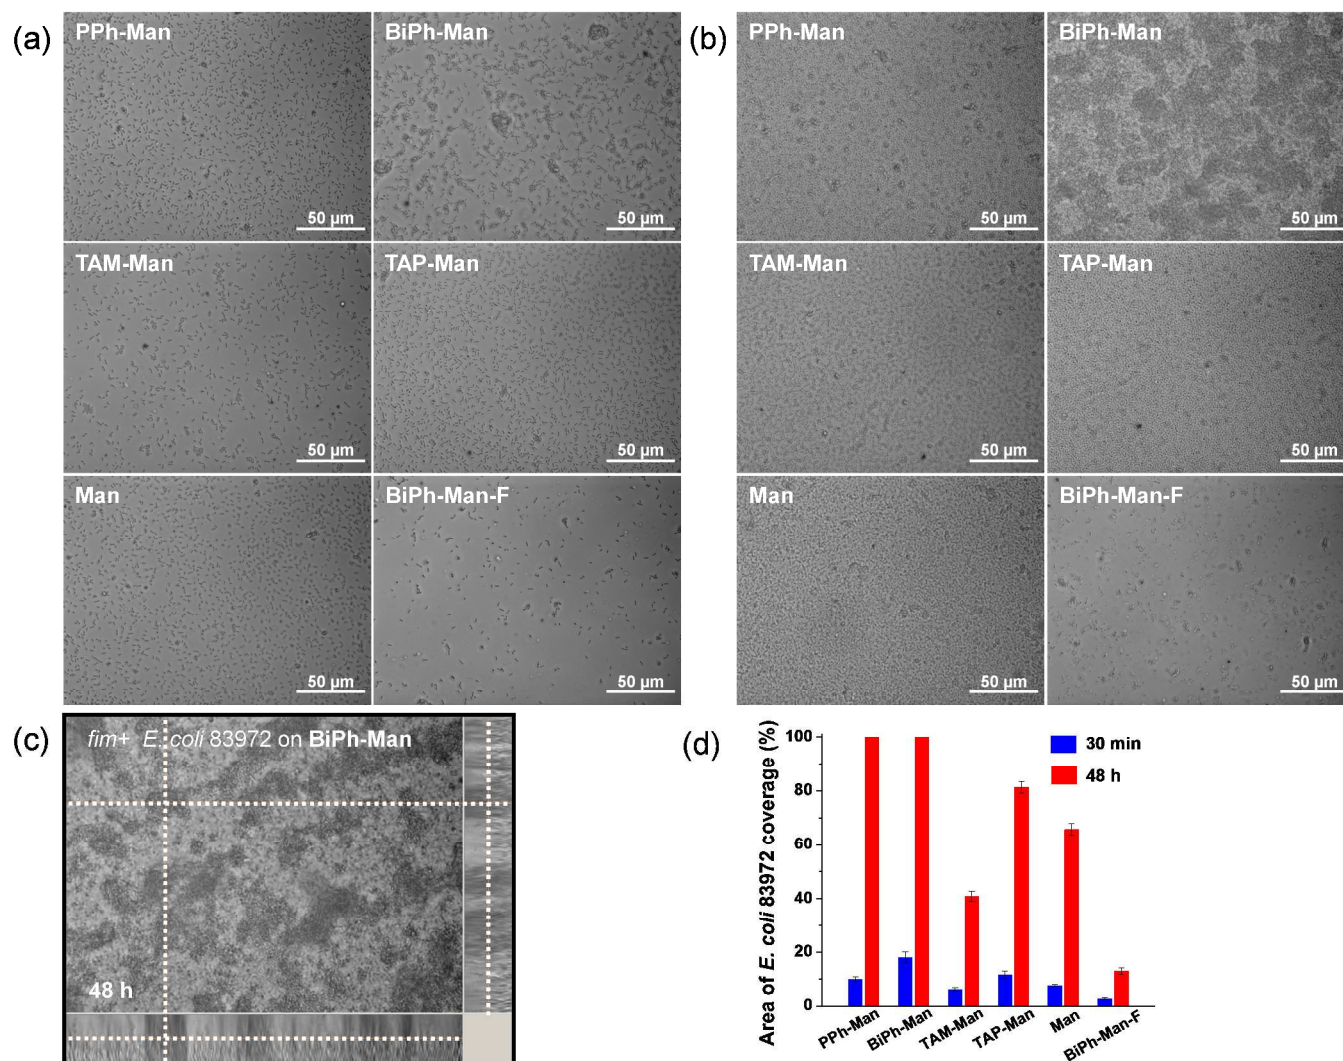 (a)
PPh-Man
50 µm
BiPh-Man
50 µm
TAM-Man
50 µm
TAP-Man
50 µm
Man
50 µm
BiPh-Man-F
50 µm
(b)
PPh-Man
50 µm
BiPh-Man
50 µm
TAM-Man
50 µm
TAP-Man
50 µm
Man
50 µm
BiPh-Man-F
50 µm
(c)
fim+ E. coli 83972 on BiPh-Man
48 h
(d)
Area of E. coli 83972 coverage (%)
100
80
60
40
20
0
30 min
48 h
PPh-Man
BiPh-Man
TAM-Man
TAP-Man
Man
BiPh-Man-F